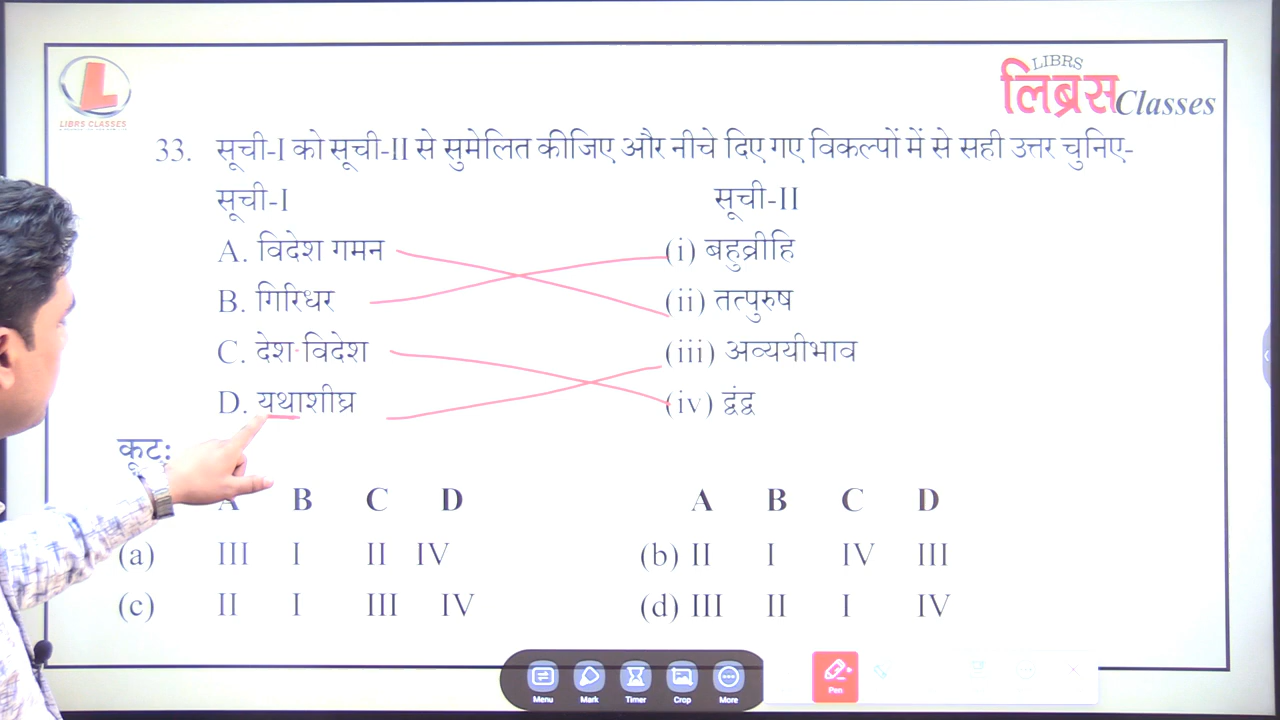 LIBRS CLASSES
LIBRS
लिब्रस Classes
33. सूची-I को सूची-II से सुमेलित कीजिए और नीचे दिए गए विकल्पों में से सही उत्तर चुनिए-
सूची-I सूची-II
A. विदेश गमन (i) बहुव्रीहि
B. गिरिधर (ii) तत्पुरुष
C. देश-विदेश (iii) अव्ययीभाव
D. यथाशीघ्र (iv) द्वंद्व
कूट:
A B C D A B C D
(a) III I II IV (b) II I IV III
(c) II I III IV (d) III II I IV
Menu Mark Timer Crop More Pen